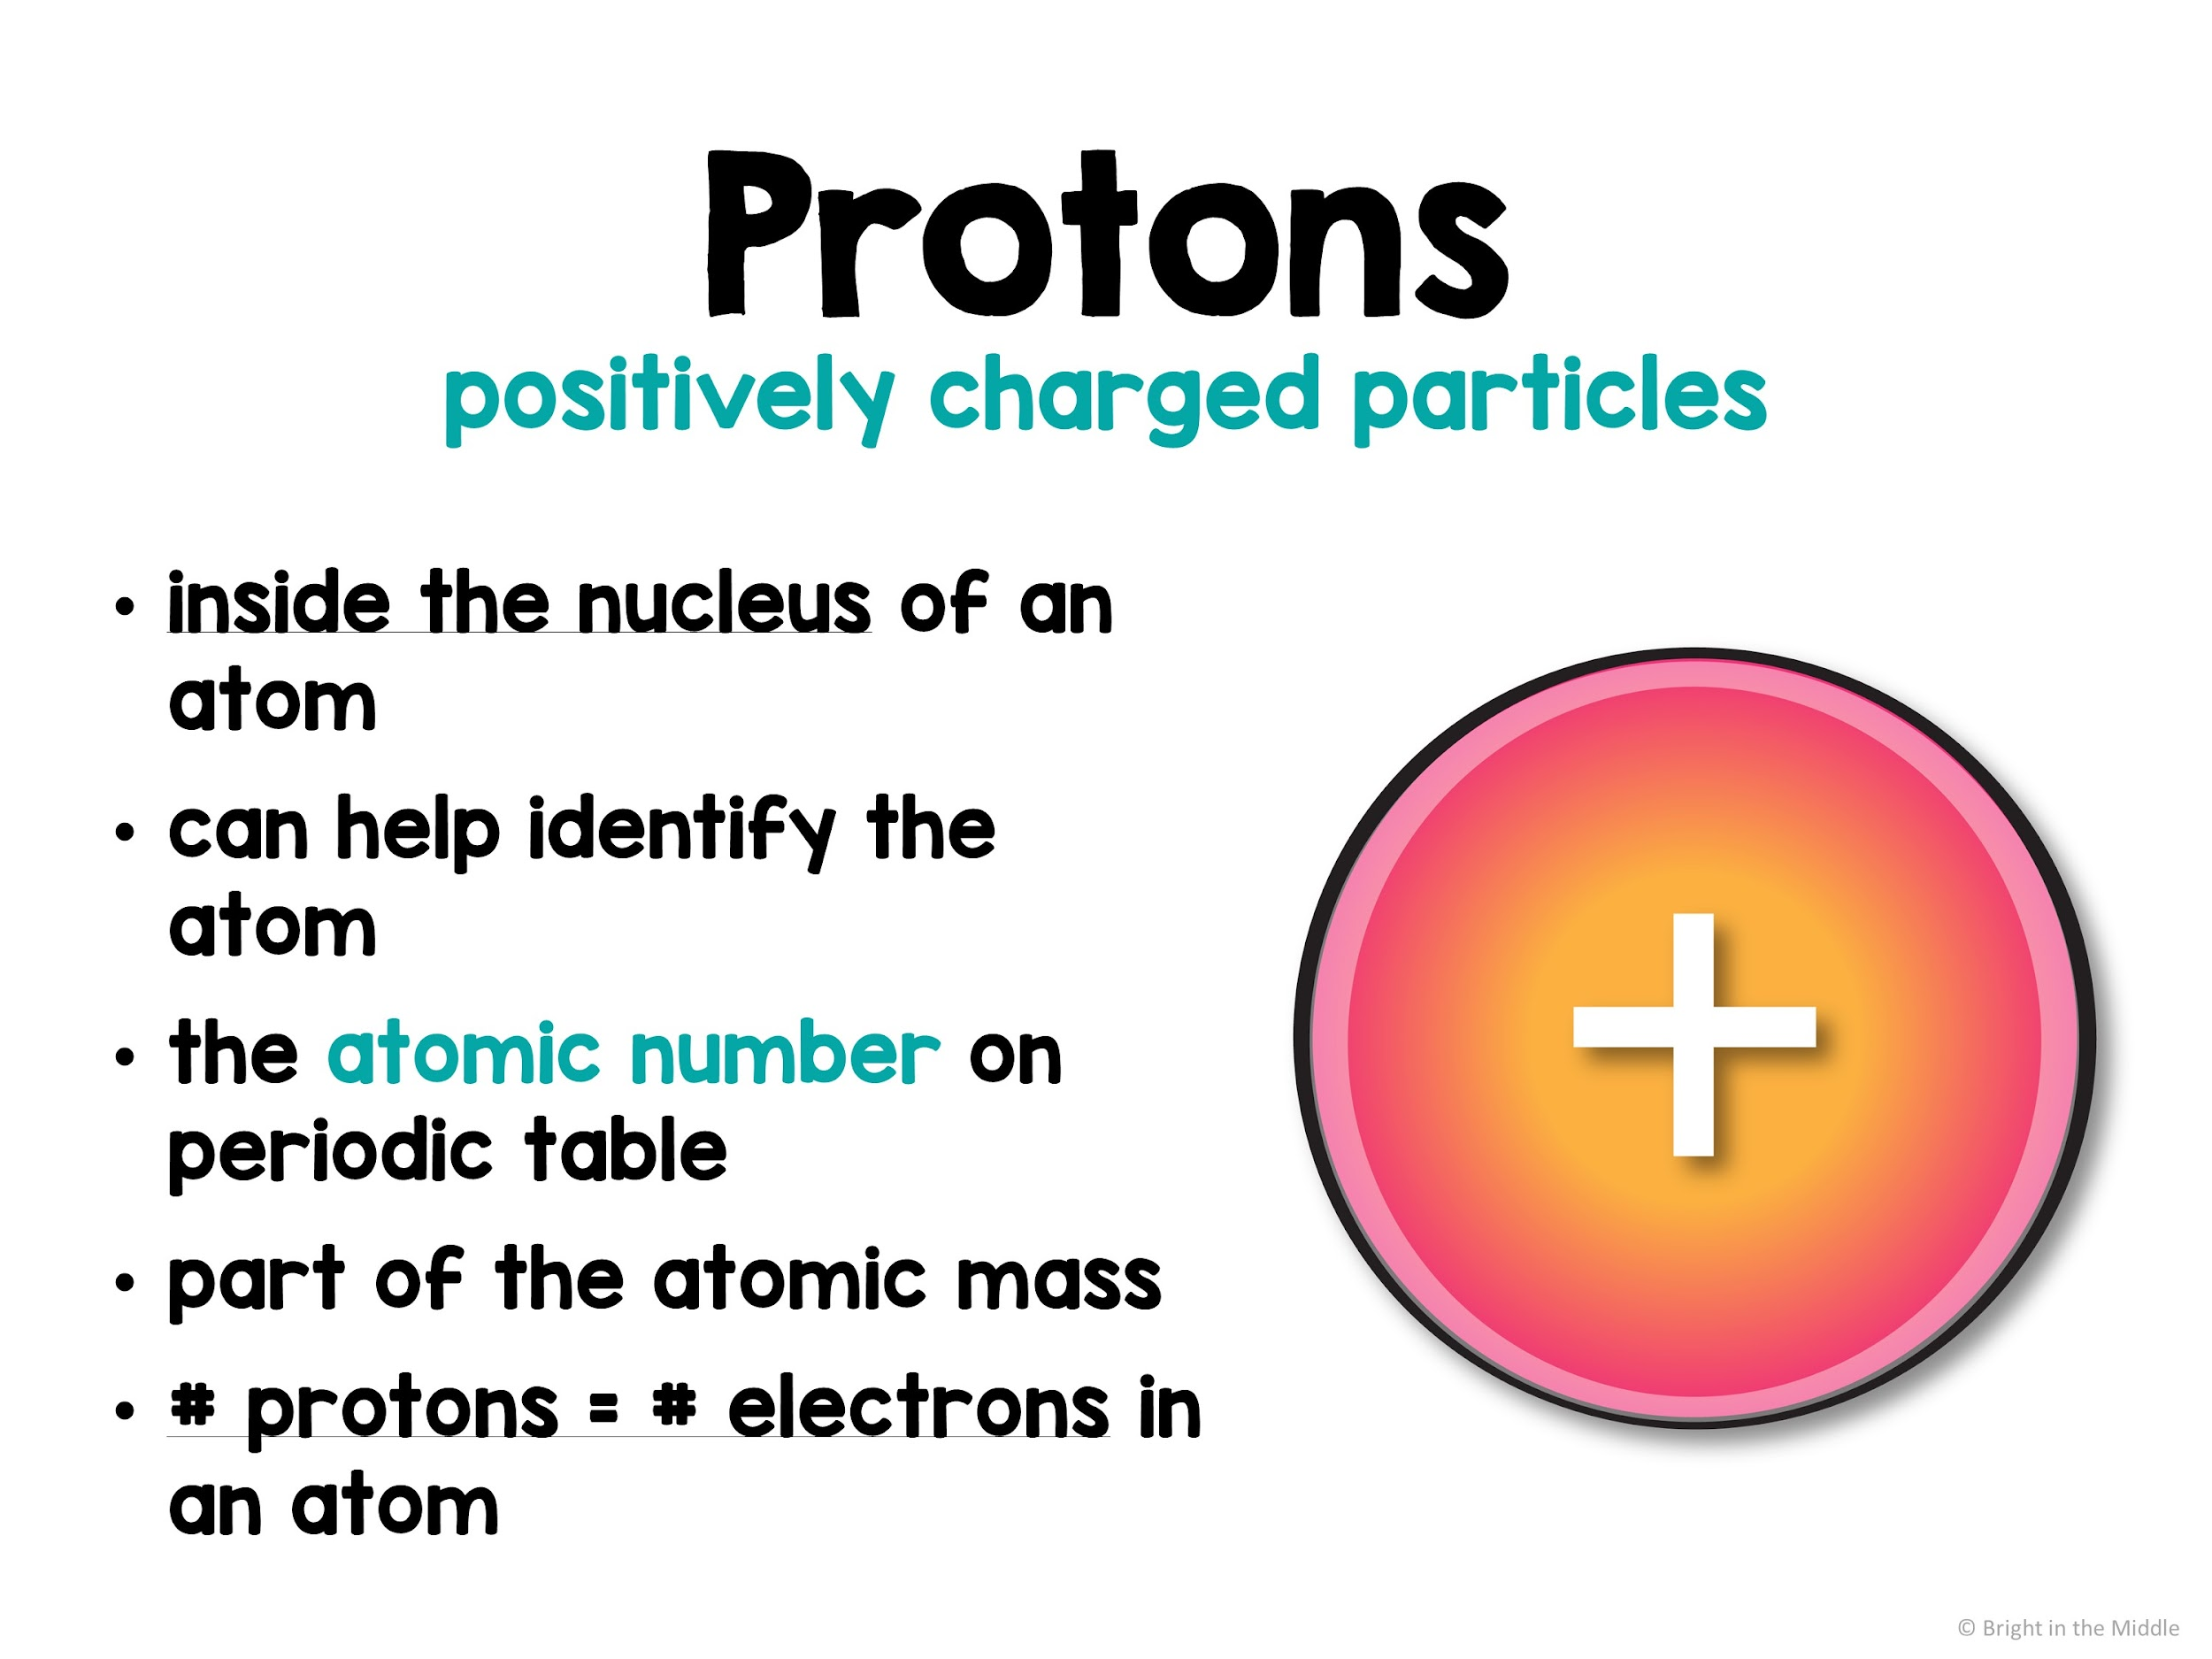 Protons
positively charged particles
• inside the nucleus of an
atom
• can help identify the
atom
• the atomic number on
periodic table
• part of the atomic mass
• # protons = # electrons in
an atom
+
© Bright in the Middle